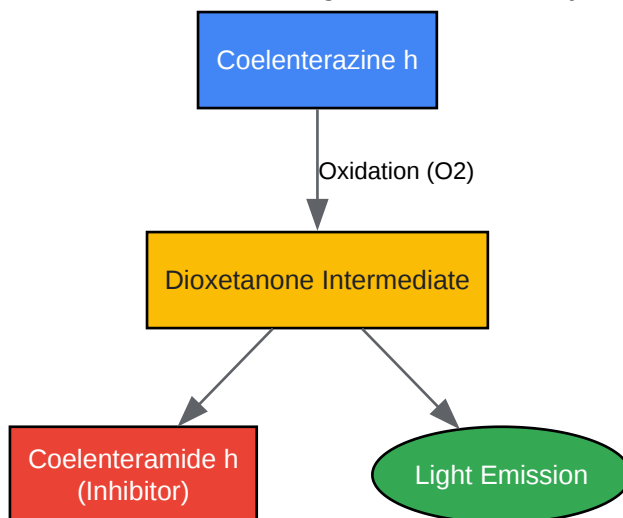 Coelenterazine h
Oxidation (O2)
Dioxetanone Intermediate
Coelenteramide h
(Inhibitor)
Light Emission